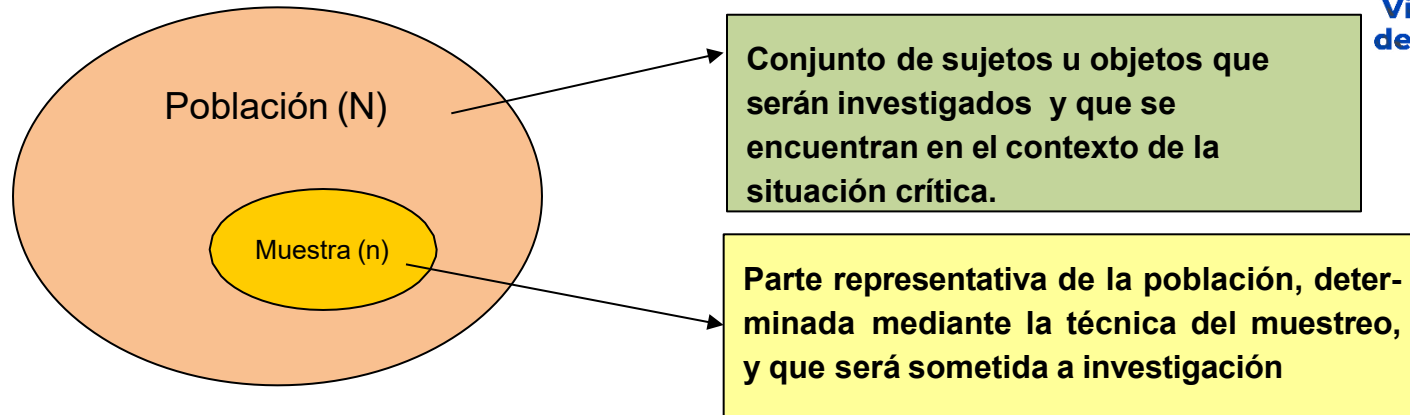 Población (N)
Muestra (n)
Conjunto de sujetos u objetos que
serán investigados y que se
encuentran en el contexto de la
situación crítica.
Parte representativa de la población, deter-
minada mediante la técnica del muestreo,
y que será sometida a investigación